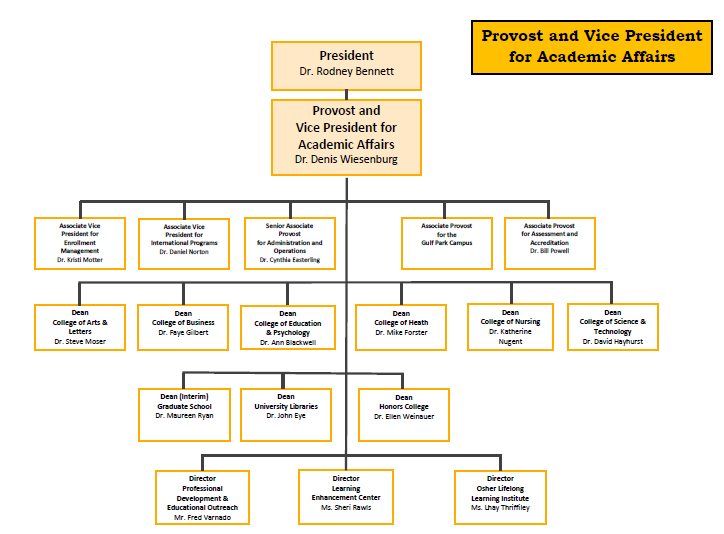 Provost and Vice President
for Academic Affairs
President
Dr. Rodney Bennett
Provost and
Vice President for
Academic Affairs
Dr. Denis Wiesenburg
Associate Vice
President for
Enrollment
Management
Dr. Kristi Motter
Associate Vice
President for
International Programs
Dr. Daniel Norton
Senior Associate
Provost
for Administration and
Operations
Dr. Cynthia Easterling
Associate Provost
for the
Gulf Park Campus
Associate Provost
for Assessment and
Accreditation
Dr. Bill Powell
Dean
College of Arts &
Letters
Dr. Steve Moser
Dean
College of Business
Dr. Faye Gilbert
Dean
College of Education
& Psychology
Dr. Ann Blackwell
Dean
College of Heath
Dr. Mike Forster
Dean
College of Nursing
Dr. Katherine
Nugent
Dean
College of Science &
Technology
Dr. David Hayhurst
Dean (Interim)
Graduate School
Dr. Maureen Ryan
Dean
University Libraries
Dr. John Eye
Dean
Honors College
Dr. Ellen Weinauer
Director
Professional
Development &
Educational Outreach
Mr. Fred Varnado
Director
Learning
Enhancement Center
Ms. Sheri Rawls
Director
Osher Lifelong
Learning Institute
Ms. Lhay Thriffiley